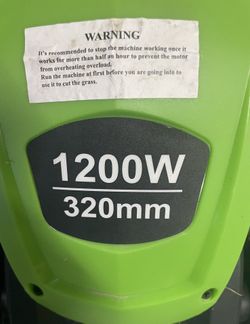 WARNING
It's recommended to stop the machine working once it
works for more than half an hour to prevent the motor
from overheating overload.
Run the machine at first before you are going into
use it to cut the grass.
1200W
320mm